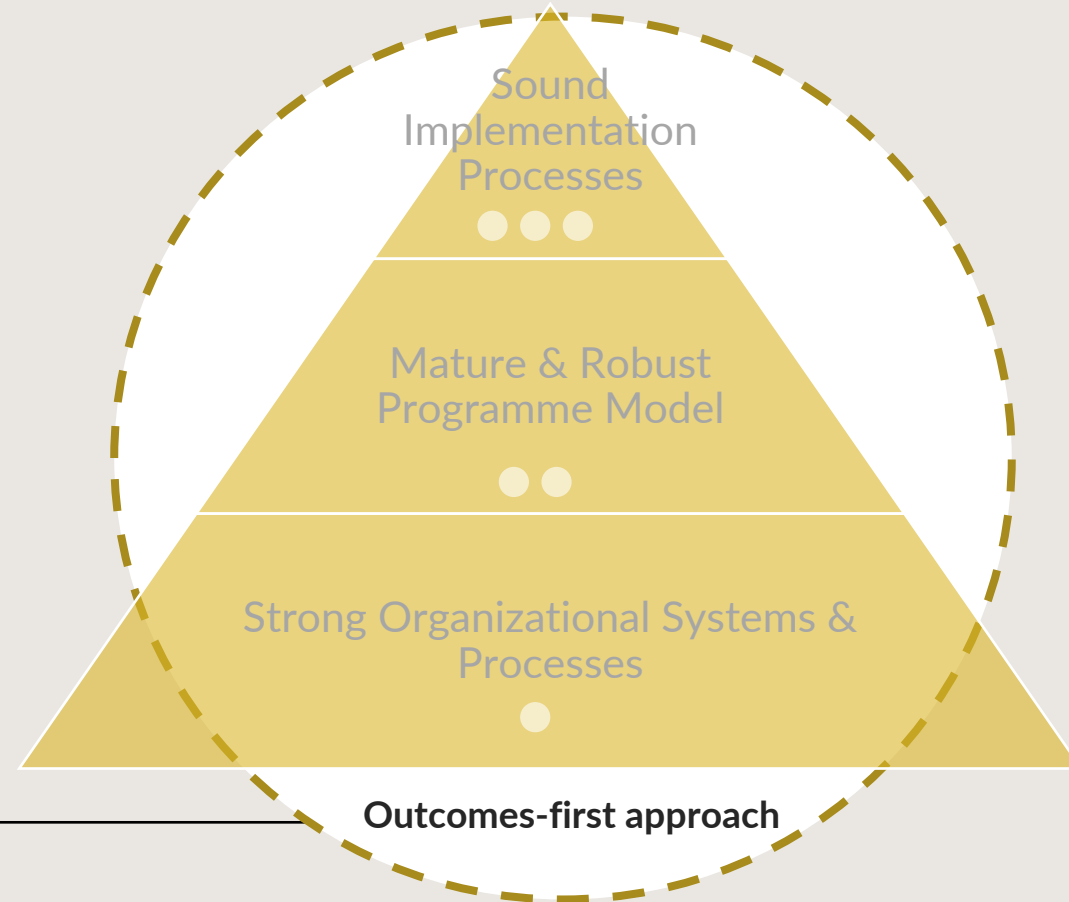 Sound
Implementation
Processes
Mature & Robust
Programme Model
Strong Organizational Systems &
Processes
Outcomes-first approach